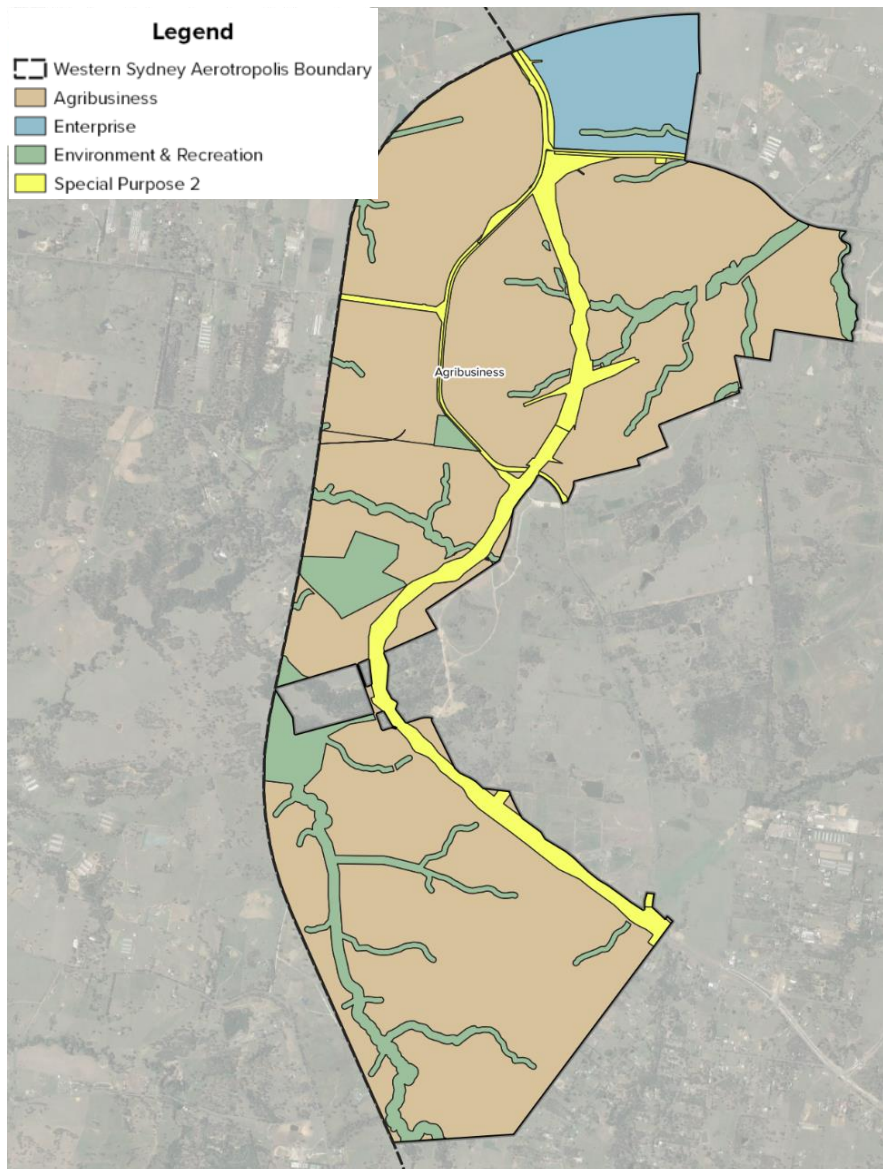 Legend
Western Sydney Aerotropolis Boundary
Agribusiness
Enterprise
Environment & Recreation
Special Purpose 2
Agribusiness